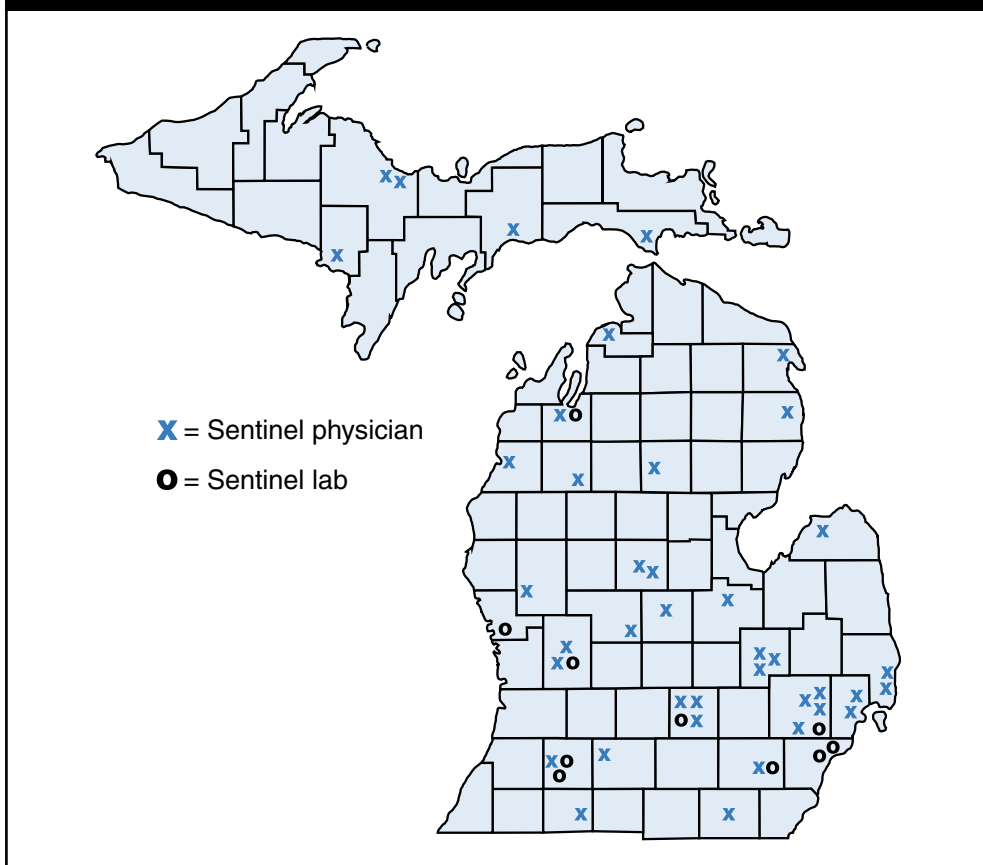 x = Sentinel physician
o = Sentinel lab